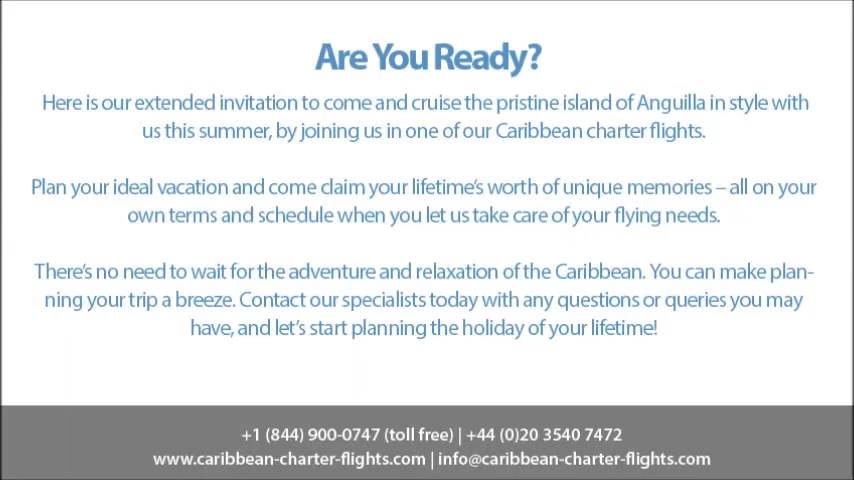 Are You Ready?
Here is our extended invitation to come and cruise the pristine island of Anguilla in style with
us this summer, by joining us in one of our Caribbean charter flights.
Plan your ideal vacation and come claim your lifetime's worth of unique memories – all on your
own terms and schedule when you let us take care of your flying needs.
There's no need to wait for the adventure and relaxation of the Caribbean. You can make plan-
ning your trip a breeze. Contact our specialists today with any questions or queries you may
have, and let's start planning the holiday of your lifetime!
+1 (844) 900-0747 (toll free) | +44 (0)20 3540 7472
www.caribbean-charter-flights.com | info@caribbean-charter-flights.com